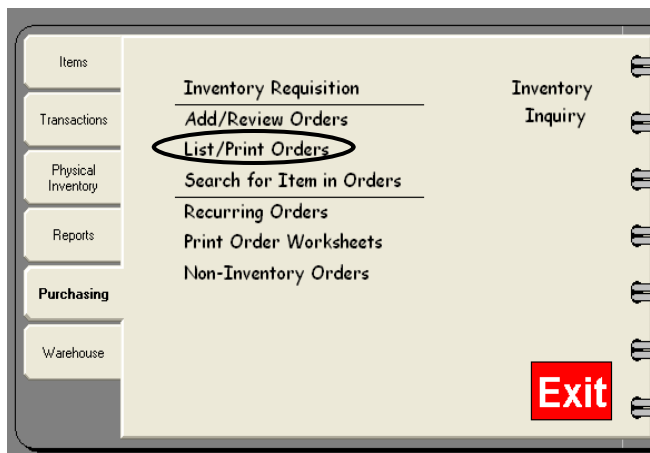 Items
Transactions
Physical
Inventory
Reports
Purchasing
Warehouse
Inventory Requisition
Add/Review Orders
List/Print Orders
Search for Item in Orders
Recurring Orders
Print Order Worksheets
Non-Inventory Orders
Inventory
Inquiry
Exit